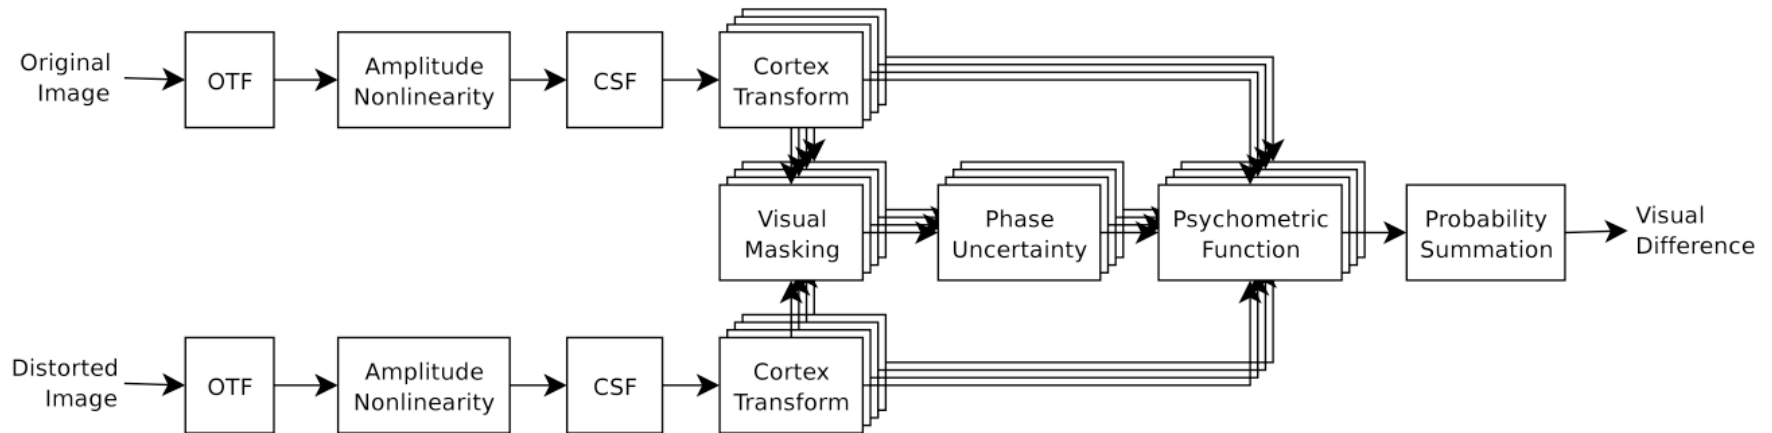 Original
Image
OTF
Amplitude
Nonlinearity
CSF
Cortex
Transform
Visual
Masking
Phase
Uncertainty
Psychometric
Function
Probability
Summation
Visual
Difference
Distorted
Image
OTF
Amplitude
Nonlinearity
CSF
Cortex
Transform